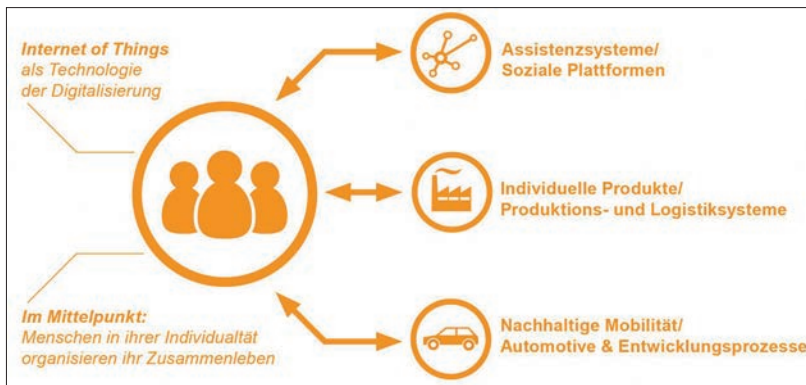 Internet of Things
als Technologie
der Digitalisierung
Assistenzsysteme/
Soziale Plattformen
Individuelle Produkte/
Produktions- und Logistiksysteme
Im Mittelpunkt:
Menschen in ihrer Individualtät
organisieren ihr Zusammenleben
Nachhaltige Mobilität/
Automotive & Entwicklungsprozesse